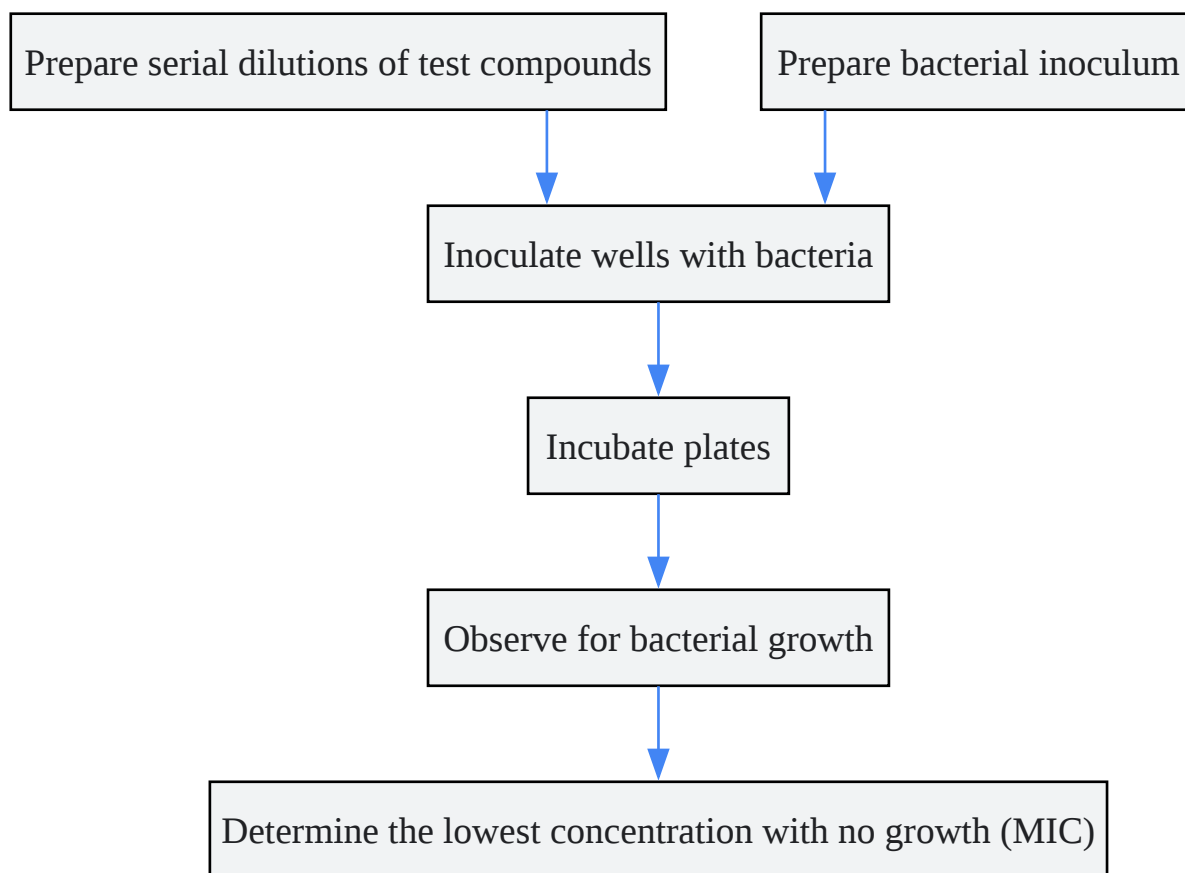 Prepare serial dilutions of test compounds
Prepare bacterial inoculum
Inoculate wells with bacteria
Incubate plates
Observe for bacterial growth
Determine the lowest concentration with no growth (MIC)